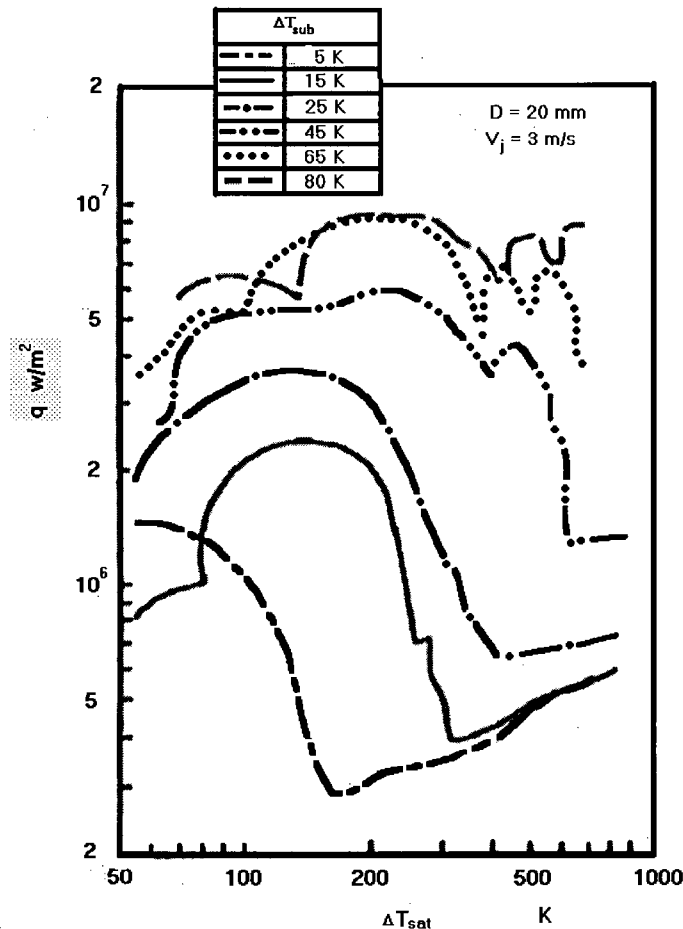 ΔTsub
5 K
15 K
25 K
45 K
65 K
80 K
D = 20 mm
Vj = 3 m/s
2
10⁷
5
2
10⁶
5
2
q w/m²
50 100 200 500 1000
ΔTsat K